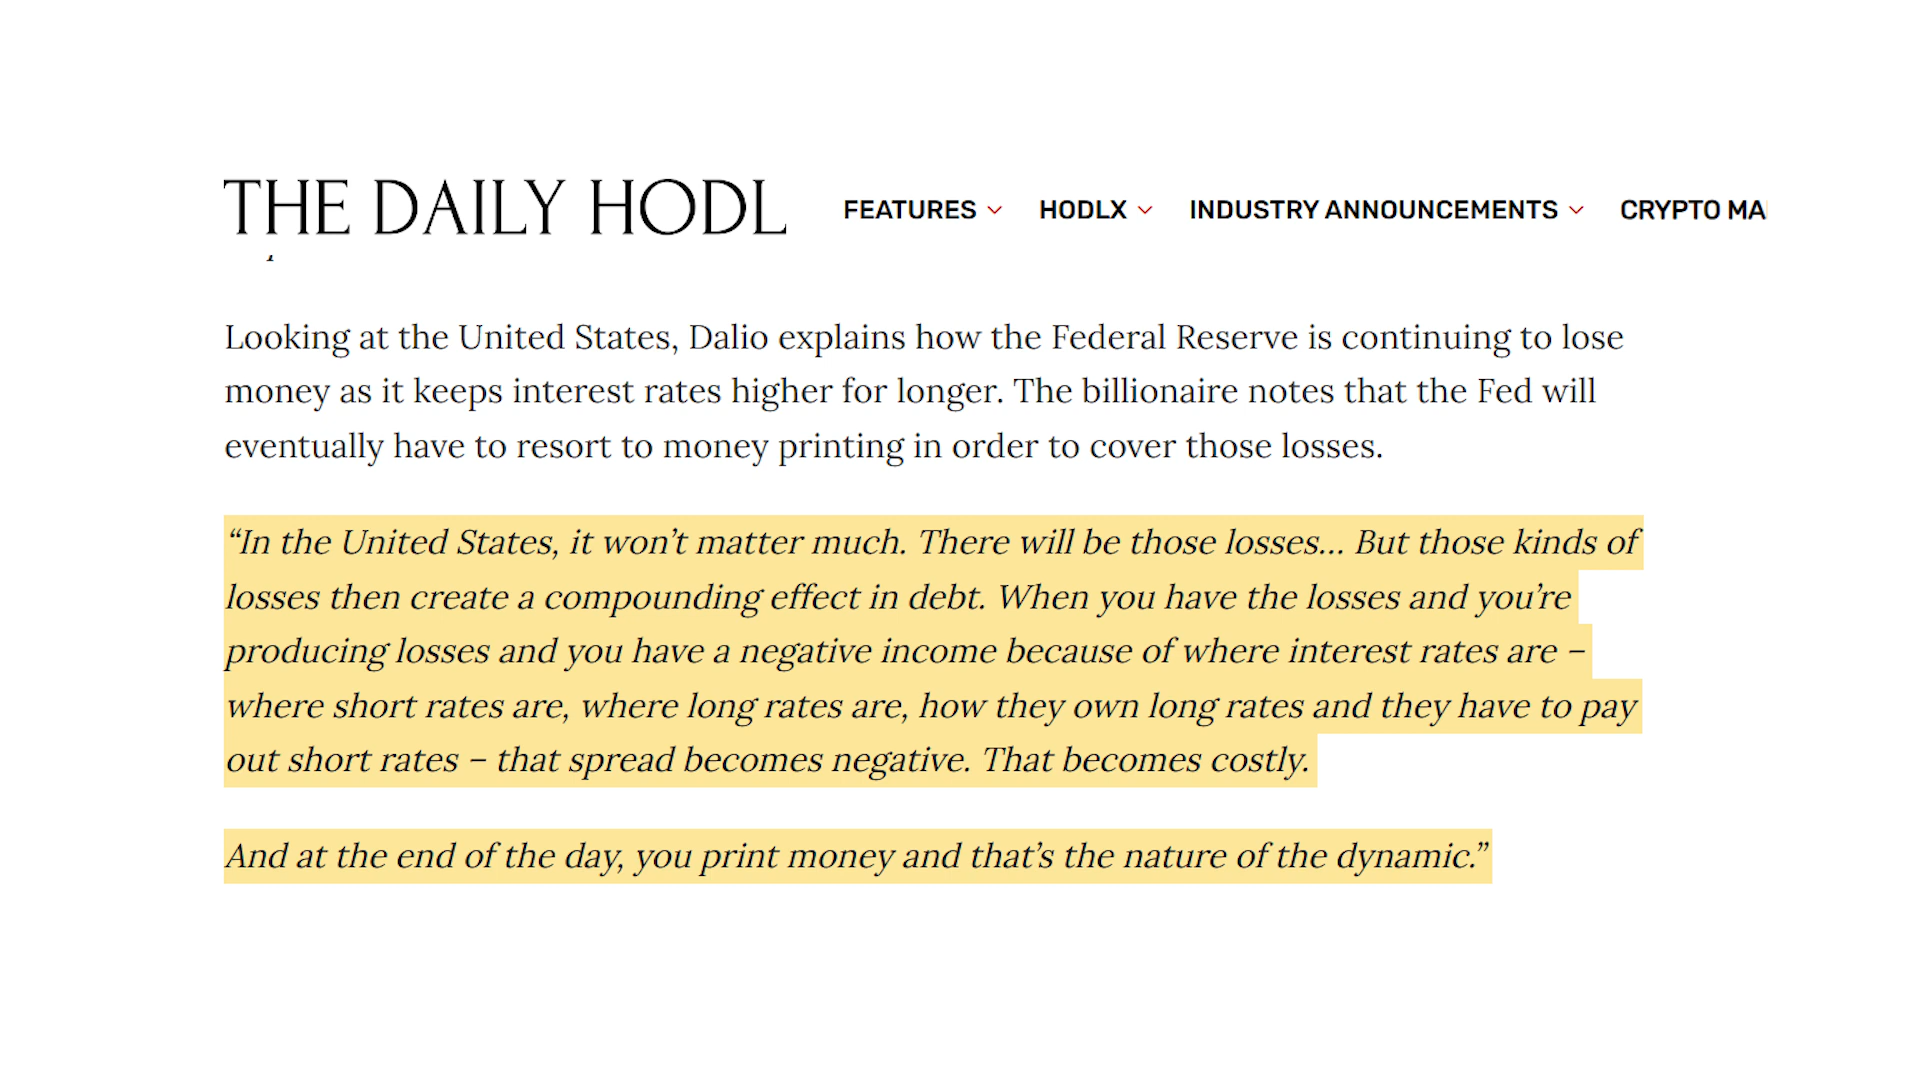 THE DAILY HODL FEATURES HODLX INDUSTRY ANNOUNCEMENTS CRYPTO MA
Looking at the United States, Dalio explains how the Federal Reserve is continuing to lose
money as it keeps interest rates higher for longer. The billionaire notes that the Fed will
eventually have to resort to money printing in order to cover those losses.
“In the United States, it won’t matter much. There will be those losses… But those kinds of
losses then create a compounding effect in debt. When you have the losses and you’re
producing losses and you have a negative income because of where interest rates are –
where short rates are, where long rates are, how they own long rates and they have to pay
out short rates – that spread becomes negative. That becomes costly.
And at the end of the day, you print money and that’s the nature of the dynamic.”